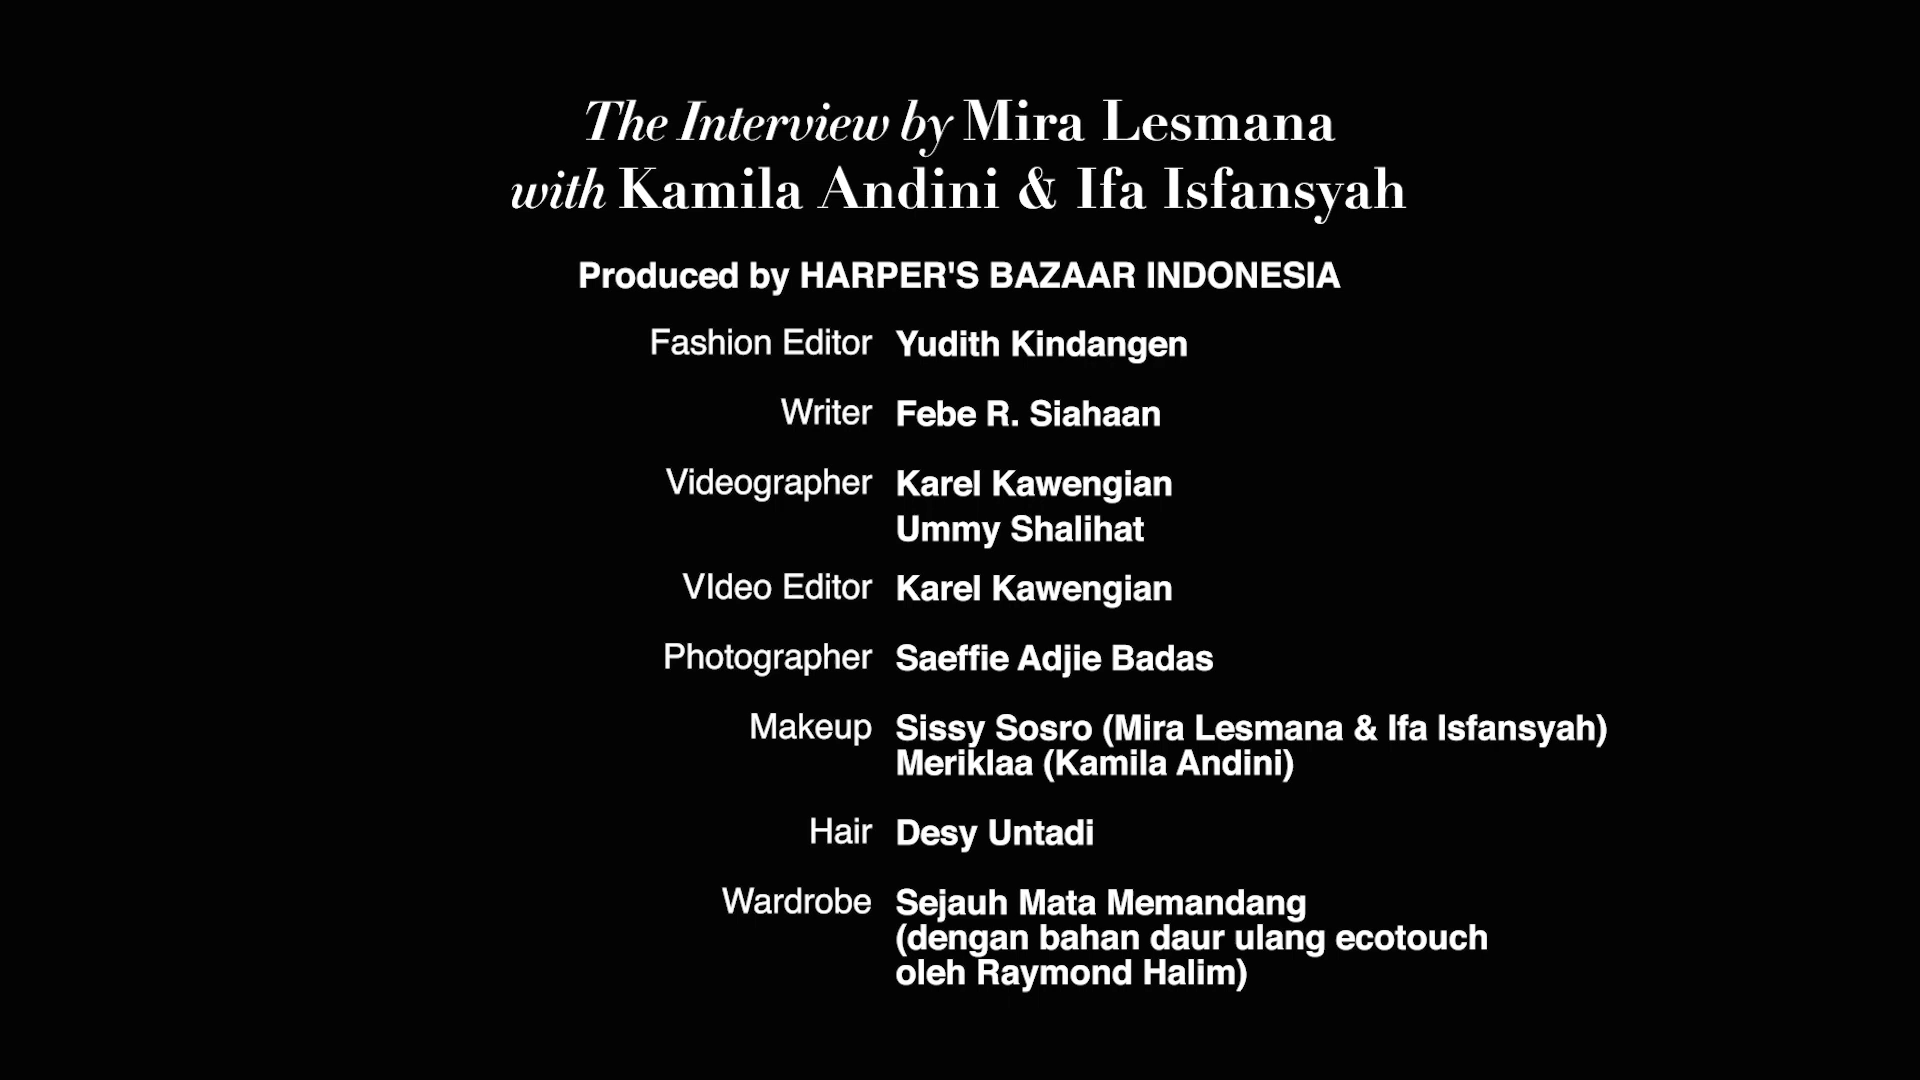 The Interview by Mira Lesmana
with Kamila Andini & Ifa Isfansyah
Produced by HARPER'S BAZAAR INDONESIA
Fashion Editor Yudith Kindangen
Writer Febe R. Siahaan
Videographer Karel Kawengian
Ummy Shalihat
VIdeo Editor Karel Kawengian
Photographer Saeffie Adjie Badas
Makeup Sissy Sosro (Mira Lesmana & Ifa Isfansyah)
Meriklaa (Kamila Andini)
Hair Desy Untadi
Wardrobe Sejauh Mata Memandang
(dengan bahan daur ulang ecotouch
oleh Raymond Halim)